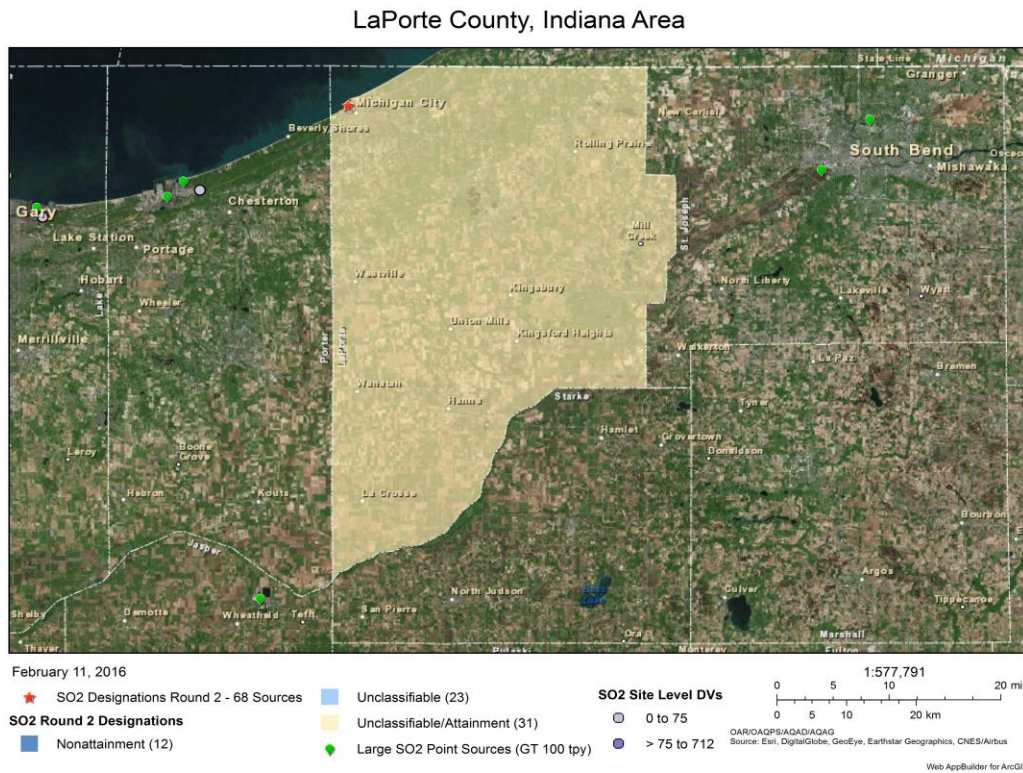 LaPorte County, Indiana Area
State Line
Michigan
Granger
Michigan City
New Carlisle
Beverly Shores
Rolling Prairie
South Bend
Osceo
Mishawaka
Chesterton
Gary
Lake Station
Portage
Mill
Creek
St. Joseph
Hobart
Westville
North Liberty
Lake
Wheeler
Kingsbury
Lakeville
Wyatt
Union Mills
Kingsford Heights
Merrillville
Porter
LaPorte
Walkerton
La Paz
Bremen
Wanatah
Hanna
Starke
Tyner
Hamlet
Grovertown
Donaldson
Leroy
Boone
Grove
Hebron
Kouts
La Crosse
Bourbon
Jasper
Argos
North Judson
Bass
Lake
Culver
Shelby
Demotte
Wheatfield
Tefft
San Pierre
Tippecanoe
Thayer
Ora
Marshall
Pulaski
Monterey
Fulton
February 11, 2016
1:577,791
SO2 Designations Round 2 - 68 Sources
SO2 Round 2 Designations
Nonattainment (12)
Unclassifiable (23)
Unclassifiable/Attainment (31)
Large SO2 Point Sources (GT 100 tpy)
SO2 Site Level DVs
0 to 75
> 75 to 712
0 5 10 20 mi
0 5 10 20 km
OAR/OAQPS/AQAD/AQAG
Source: Esri, DigitalGlobe, GeoEye, Earthstar Geographics, CNES/Airbus
Web AppBuilder for ArcGI